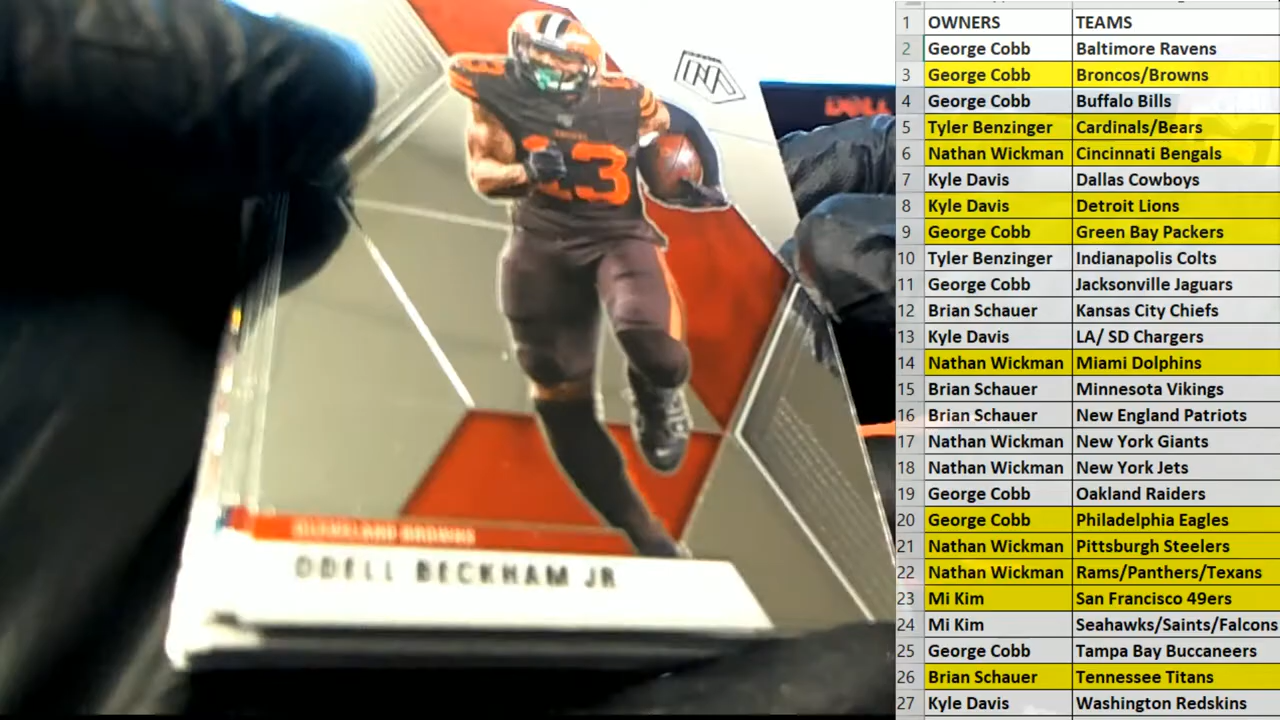 13
CLEVELAND BROWNS
ODELL BECKHAM JR
DELL
1 OWNERS TEAMS
2 George Cobb Baltimore Ravens
3 George Cobb Broncos/Browns
4 George Cobb Buffalo Bills
5 Tyler Benzinger Cardinals/Bears
6 Nathan Wickman Cincinnati Bengals
7 Kyle Davis Dallas Cowboys
8 Kyle Davis Detroit Lions
9 George Cobb Green Bay Packers
10 Tyler Benzinger Indianapolis Colts
11 George Cobb Jacksonville Jaguars
12 Brian Schauer Kansas City Chiefs
13 Kyle Davis LA/ SD Chargers
14 Nathan Wickman Miami Dolphins
15 Brian Schauer Minnesota Vikings
16 Brian Schauer New England Patriots
17 Nathan Wickman New York Giants
18 Nathan Wickman New York Jets
19 George Cobb Oakland Raiders
20 George Cobb Philadelphia Eagles
21 Nathan Wickman Pittsburgh Steelers
22 Nathan Wickman Rams/Panthers/Texans
23 Mi Kim San Francisco 49ers
24 Mi Kim Seahawks/Saints/Falcons
25 George Cobb Tampa Bay Buccaneers
26 Brian Schauer Tennessee Titans
27 Kyle Davis Washington Redskins